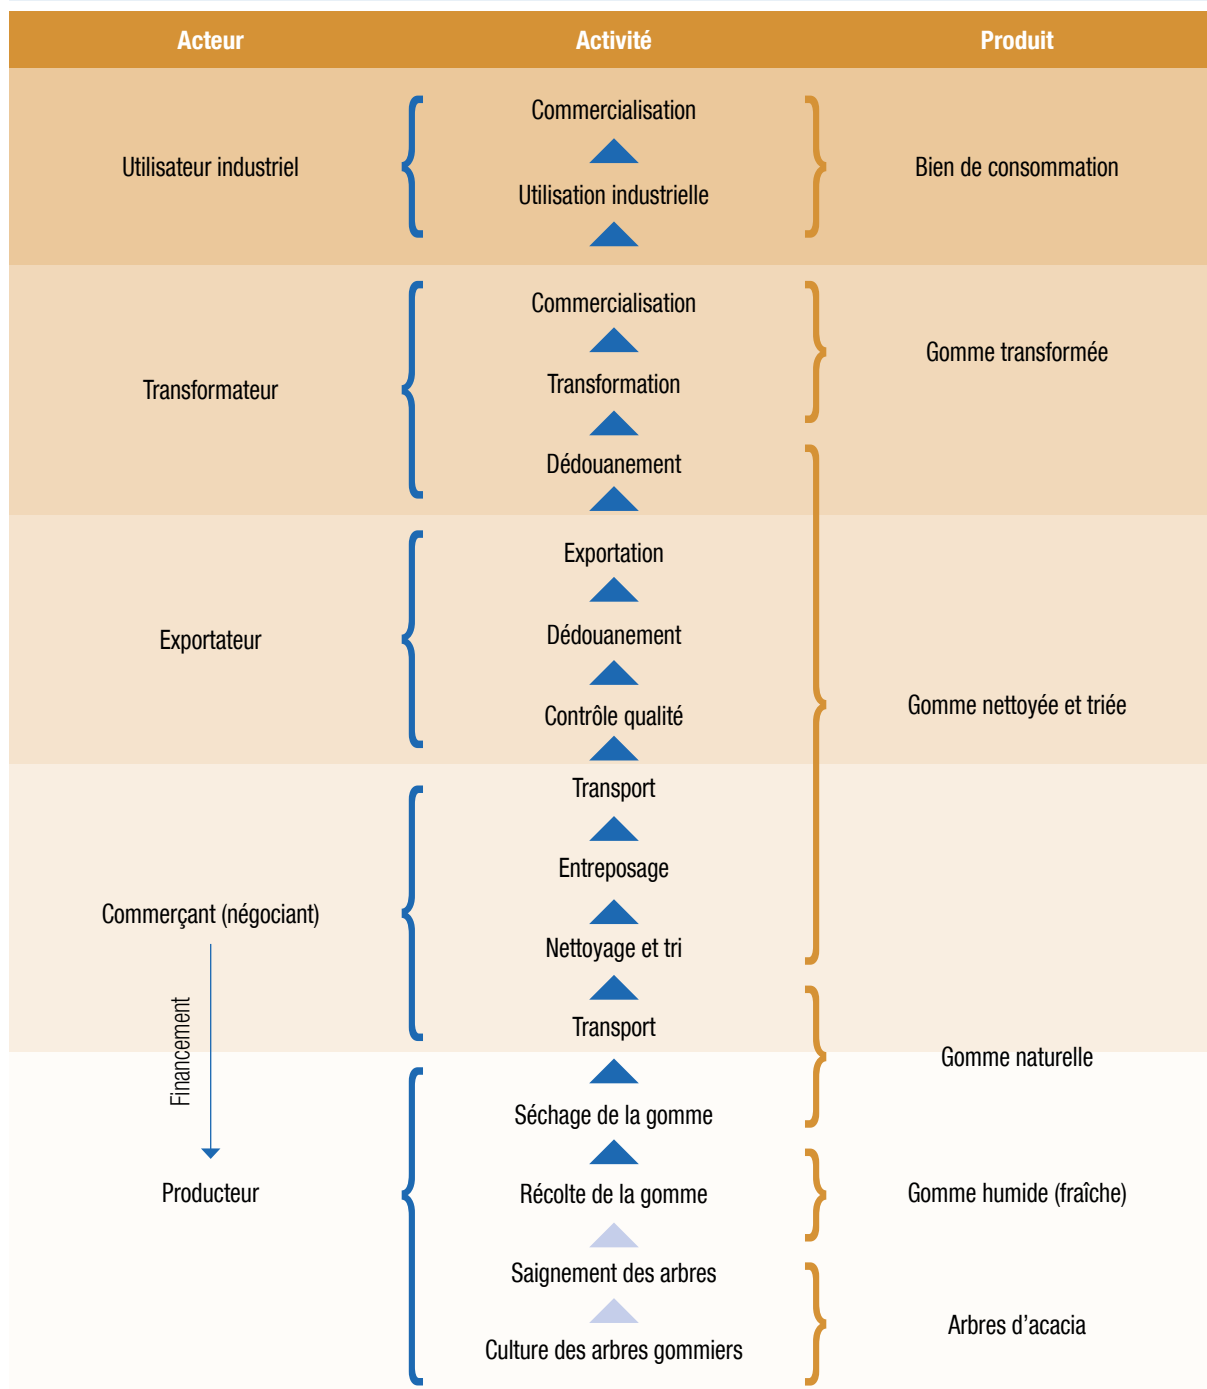 Acteur
Activité
Produit
Commercialisation
Utilisateur industriel
Bien de consommation
Utilisation industrielle
Commercialisation
Gomme transformée
Transformateur
Transformation
Dédouanement
Exportation
Exportateur
Dédouanement
Gomme nettoyée et triée
Contrôle qualité
Transport
Entreposage
Commerçant (négociant)
Nettoyage et tri
Transport
Financement
Gomme naturelle
Séchage de la gomme
Producteur
Récolte de la gomme
Gomme humide (fraîche)
Saignement des arbres
Arbres d’acacia
Culture des arbres gommiers